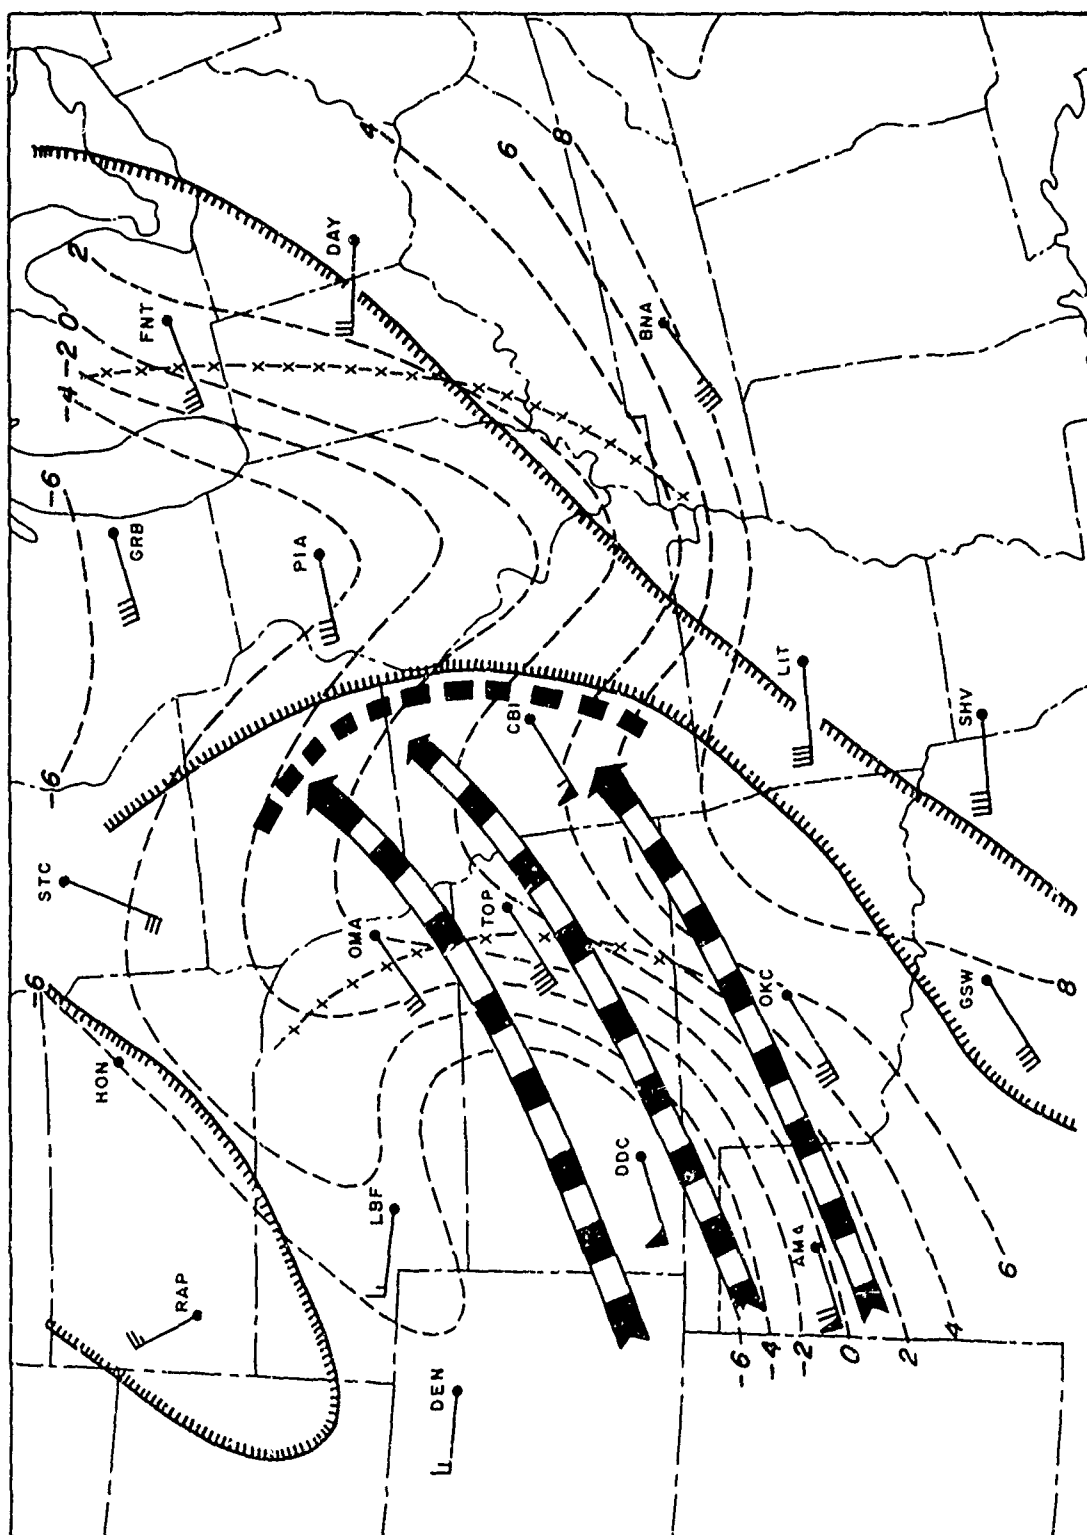 4
6
8
2
0
-2
-4
-6
-6
-6
DAY
FNT
BNA
GRB
PIA
LIT
SHV
CBI
STC
OMA
TOP
OKC
GSW
8
HON
LBF
DDC
AMA
RAP
DEN
-6
-4
-2
0
2
4
6